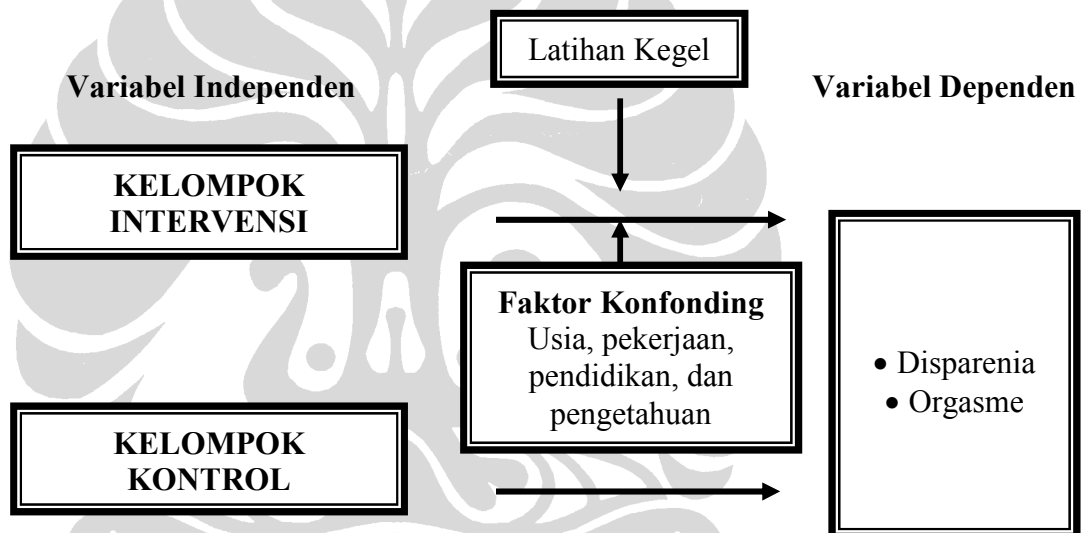 Latihan Kegel
Variabel Independen
Variabel Dependen
KELOMPOK
INTERVENSI
Faktor Konfonding
Usia, pekerjaan,
pendidikan, dan
pengetahuan
• Disparenia
• Orgasme
KELOMPOK
KONTROL